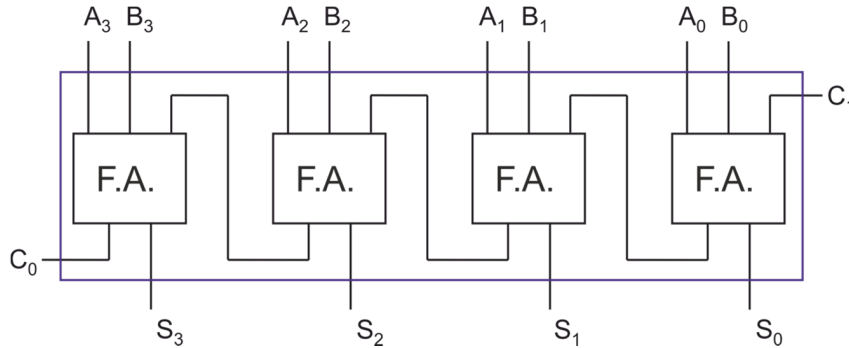 A₃ B₃ A₂ B₂ A₁ B₁ A₀ B₀
C
F.A. F.A. F.A. F.A.
C₀
S₃ S₂ S₁ S₀